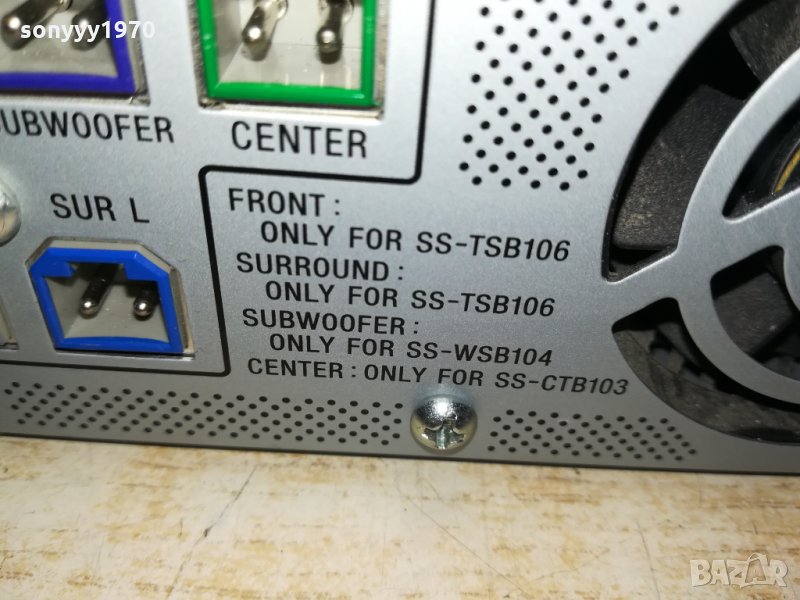 sonyyy1970
SUBWOOFER
CENTER
SUR L
FRONT :
ONLY FOR SS-TSB106
SURROUND :
ONLY FOR SS-TSB106
SUBWOOFER :
ONLY FOR SS-WSB104
CENTER : ONLY FOR SS-CTB103
BAZAR